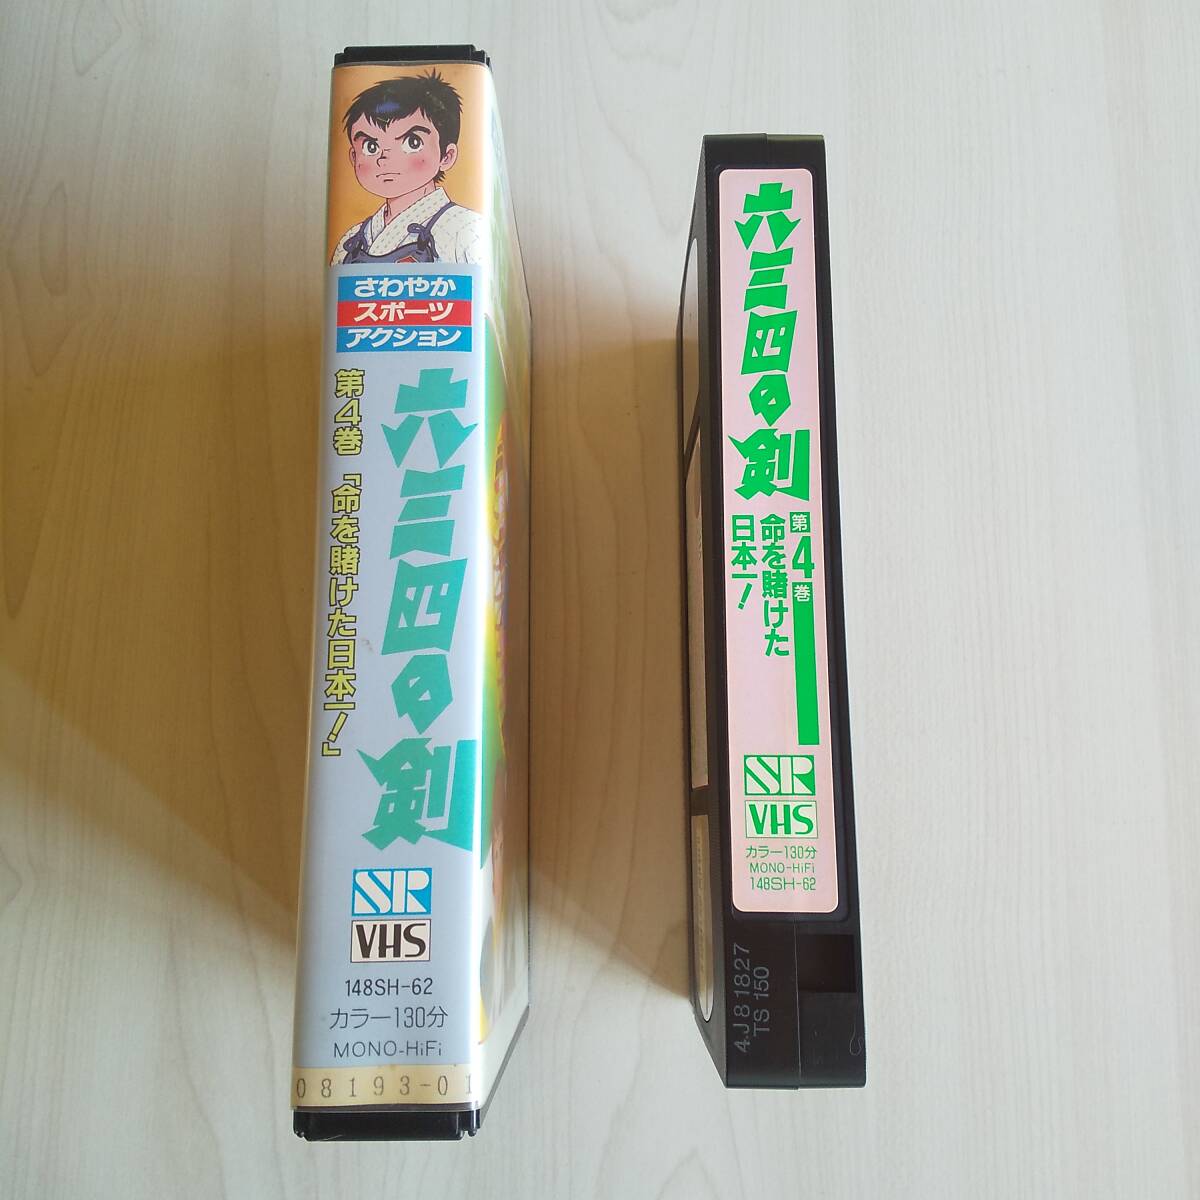 さわやか
スポーツ
アクション
六三四の剣
第4巻「命を賭けた日本一!」
SR
VHS
148SH-62
カラー130分
MONO-HiFi
08193-01
六三四の剣
第4巻
命を賭けた
日本一!
SR
VHS
カラー130分
MONO-HiFi
148SH-62
4J81827
TS 150